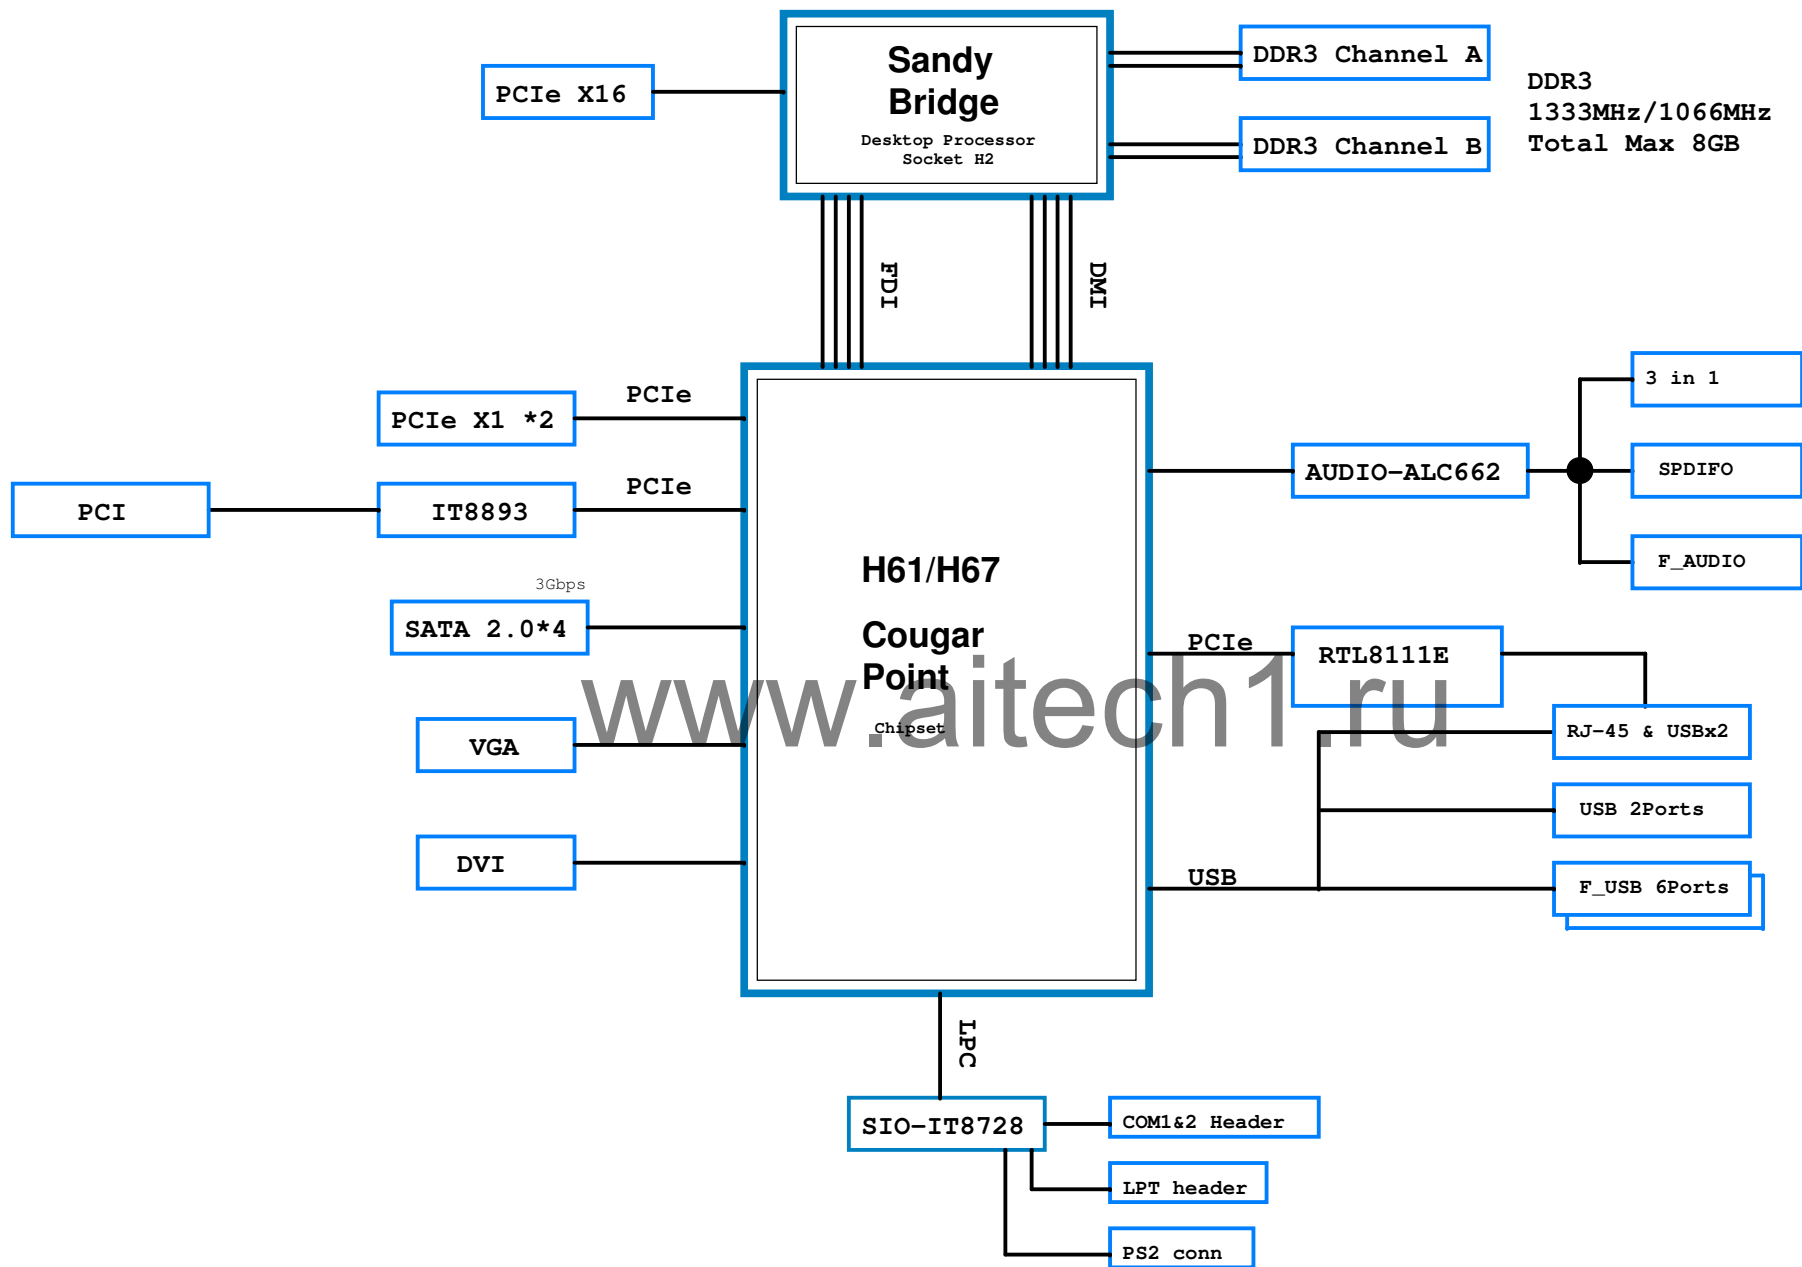 Sandy
Bridge
Desktop Processor
Socket H2
PCIe X16
DDR3 Channel A
DDR3 Channel B
DDR3
1333MHz/1066MHz
Total Max 8GB
FDI
DMI
PCIe X1 *2
PCIe
PCI
IT8893
PCIe
3Gbps
SATA 2.0*4
VGA
DVI
H61/H67
Cougar
Point
Chipset
www.aitech1.ru
AUDIO-ALC662
3 in 1
SPDIFO
F_AUDIO
PCIe
RTL8111E
RJ-45 & USBx2
USB 2Ports
USB
F_USB 6Ports
LPC
SIO-IT8728
COM1&2 Header
LPT header
PS2 conn